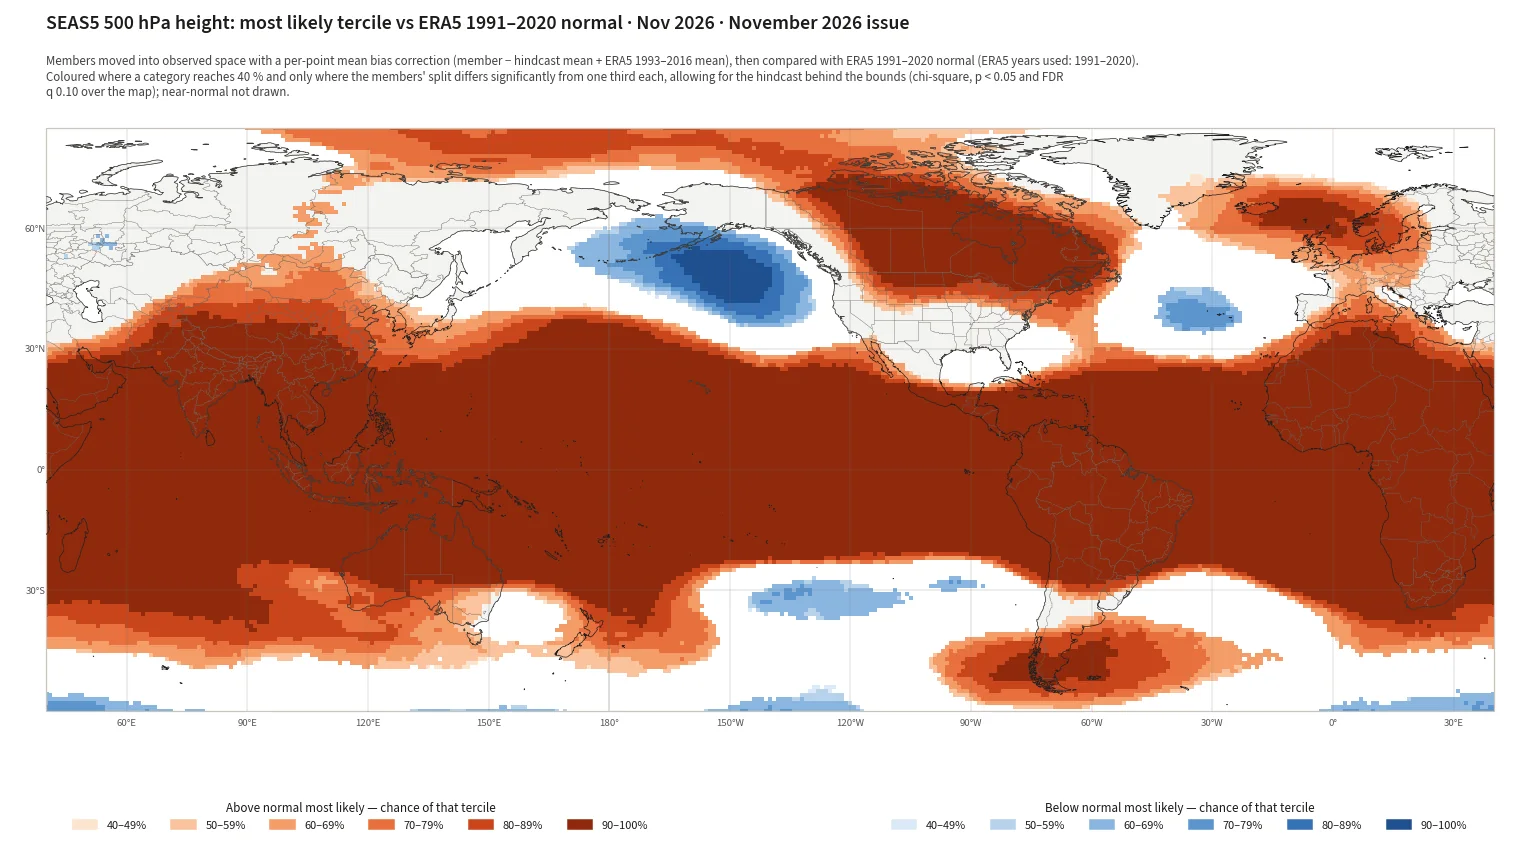 SEAS5 500 hPa height: most likely tercile vs ERA5 1991–2020 normal · Nov 2026 · November 2026 issue
Members moved into observed space with a per-point mean bias correction (member − hindcast mean + ERA5 1993–2016 mean), then compared with ERA5 1991–2020 normal (ERA5 years used: 1991–2020).
Coloured where a category reaches 40 % and only where the members' split differs significantly from one third each, allowing for the hindcast behind the bounds (chi-square, p < 0.05 and FDR
q 0.10 over the map); near-normal not drawn.
60°N
30°N
0°
30°S
60°E 90°E 120°E 150°E 180° 150°W 120°W 90°W 60°W 30°W 0° 30°E
Above normal most likely — chance of that tercile
40–49% 50–59% 60–69% 70–79% 80–89% 90–100%
Below normal most likely — chance of that tercile
40–49% 50–59% 60–69% 70–79% 80–89% 90–100%